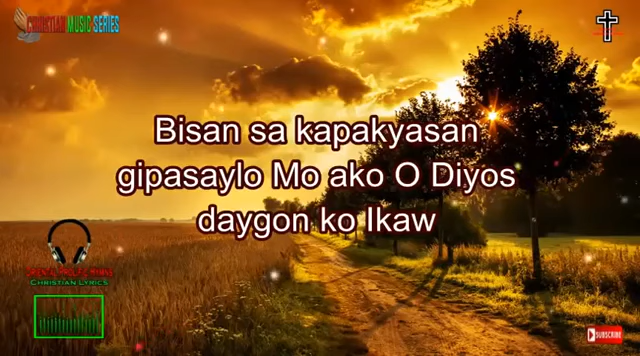 CHRISTIAN MUSIC SERIES
Bisan sa kapakyasan
gipasaylo Mo ako O Diyos
daygon ko Ikaw
CHRISTIAN LYRICS
SUBSCRIBE